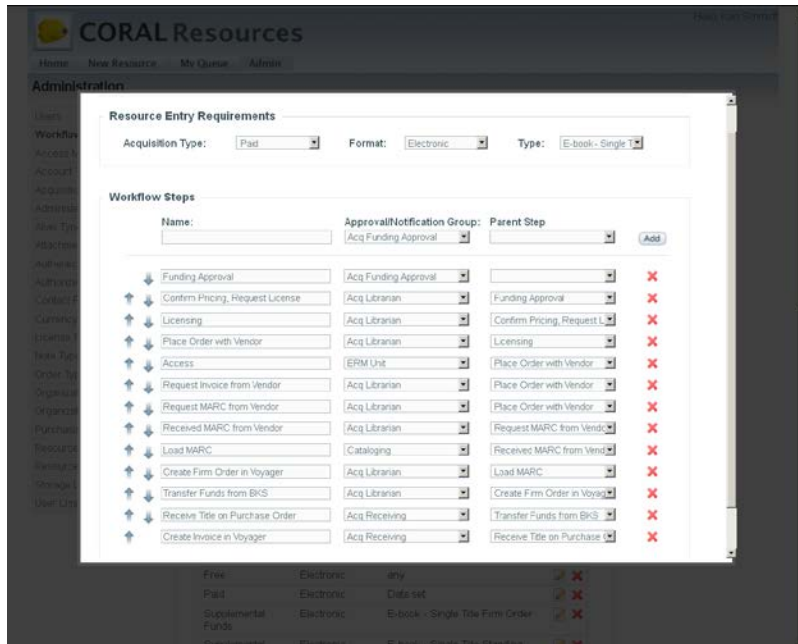 CORAL Resources
Home New Resource My Queue Admin
Administration
Users
Resource Entry Requirements
Acquisition Type: Paid Format: Electronic Type: E-book - Single T
Workflow Steps
Name: Approval/Notification Group: Parent Step
Acq Funding Approval Add
Funding Approval Acq Funding Approval
Confirm Pricing, Request License Acq Librarian Funding Approval
Licensing Acq Librarian Confirm Pricing, Request L
Place Order with Vendor Acq Librarian Licensing
Access ERM Unit Place Order with Vendor
Request Invoice from Vendor Acq Librarian Place Order with Vendor
Request MARC from Vendor Acq Librarian Place Order with Vendor
Received MARC from Vendor Acq Librarian Request MARC from Vendo
Load MARC Cataloging Received MARC from Vend
Create Firm Order in Voyager Acq Librarian Load MARC
Transfer Funds from BKS Acq Librarian Create Firm Order in Voyag
Receive Title on Purchase Order Acq Receiving Transfer Funds from BKS
Create Invoice in Voyager Acq Receiving Receive Title on Purchase
Free Electronic any
Paid Electronic Data set
Supplemental Funds Electronic E-book - Single Title Firm Order